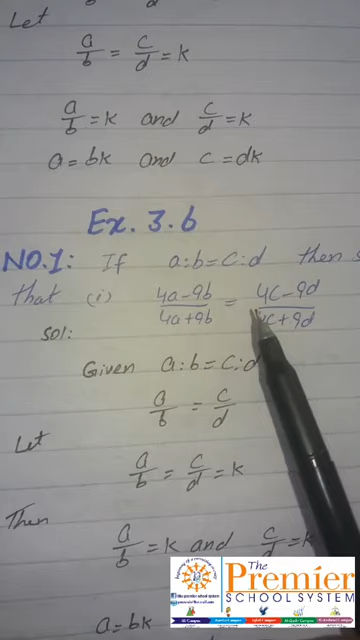 Let
a/b = c/d = k
a/b = k and c/d = k
a = bk and c = dk
Ex. 3.6
NO.1: If a:b = c:d then
that (i) (4a-9b)/(4a+9b) = (4c-9d)/(4c+9d)
Sol:
Given a:b = c:d
a/b = c/d
Let
a/b = c/d = k
Then
a/b = k and c/d = k
a = bk
The
Premier
SCHOOL SYSTEM